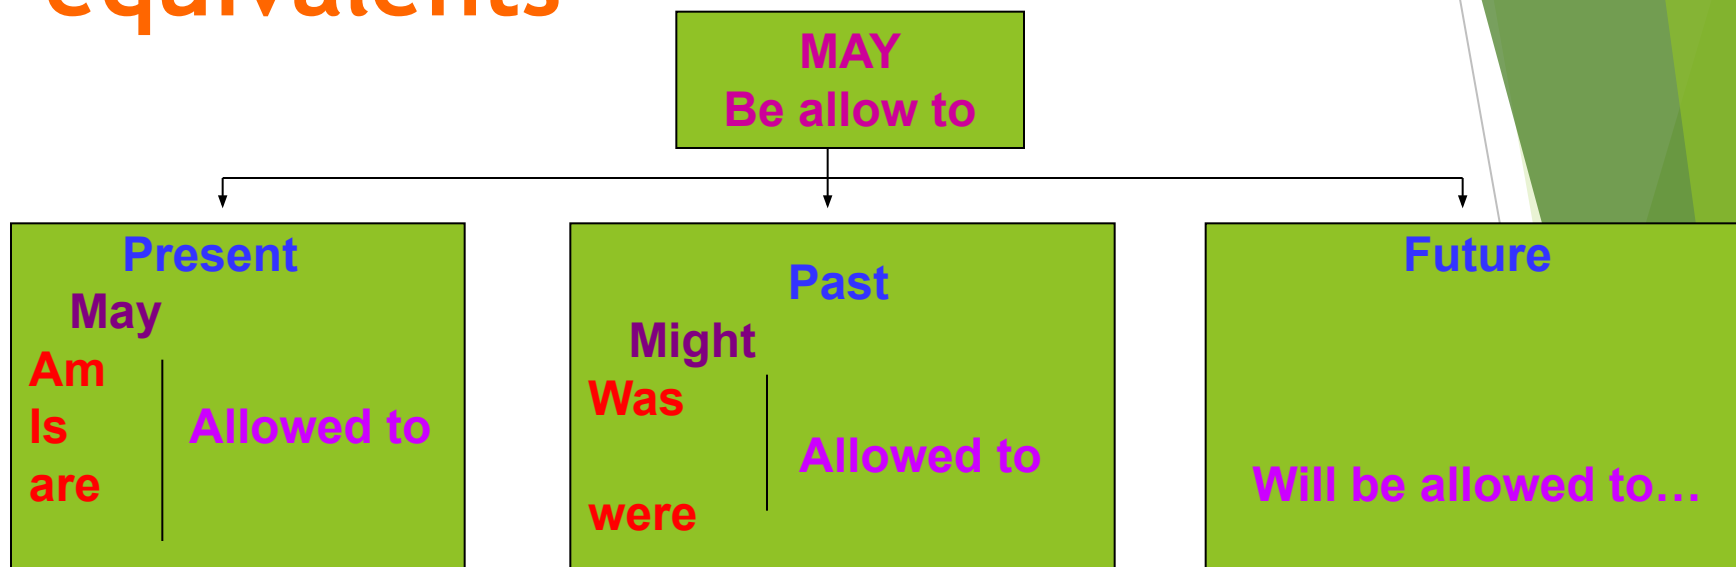 equivalents
MAY
Be allow to
Present
May
Am
Is
are
Allowed to
Past
Might
Was
were
Allowed to
Future
Will be allowed to…